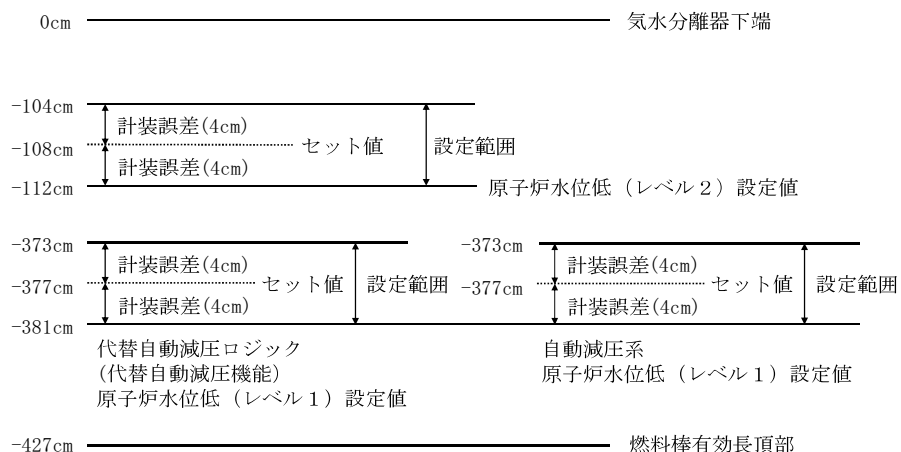 0cm 気水分離器下端
-104cm
計装誤差(4cm)
-108cm セット値 設定範囲
計装誤差(4cm)
-112cm 原子炉水位低（レベル２）設定値
-373cm -373cm
計装誤差(4cm) 計装誤差(4cm)
-377cm セット値 設定範囲 -377cm セット値 設定範囲
計装誤差(4cm) 計装誤差(4cm)
-381cm
代替自動減圧ロジック 自動減圧系
(代替自動減圧機能) 原子炉水位低（レベル１）設定値
原子炉水位低（レベル１）設定値
-427cm 燃料棒有効長頂部